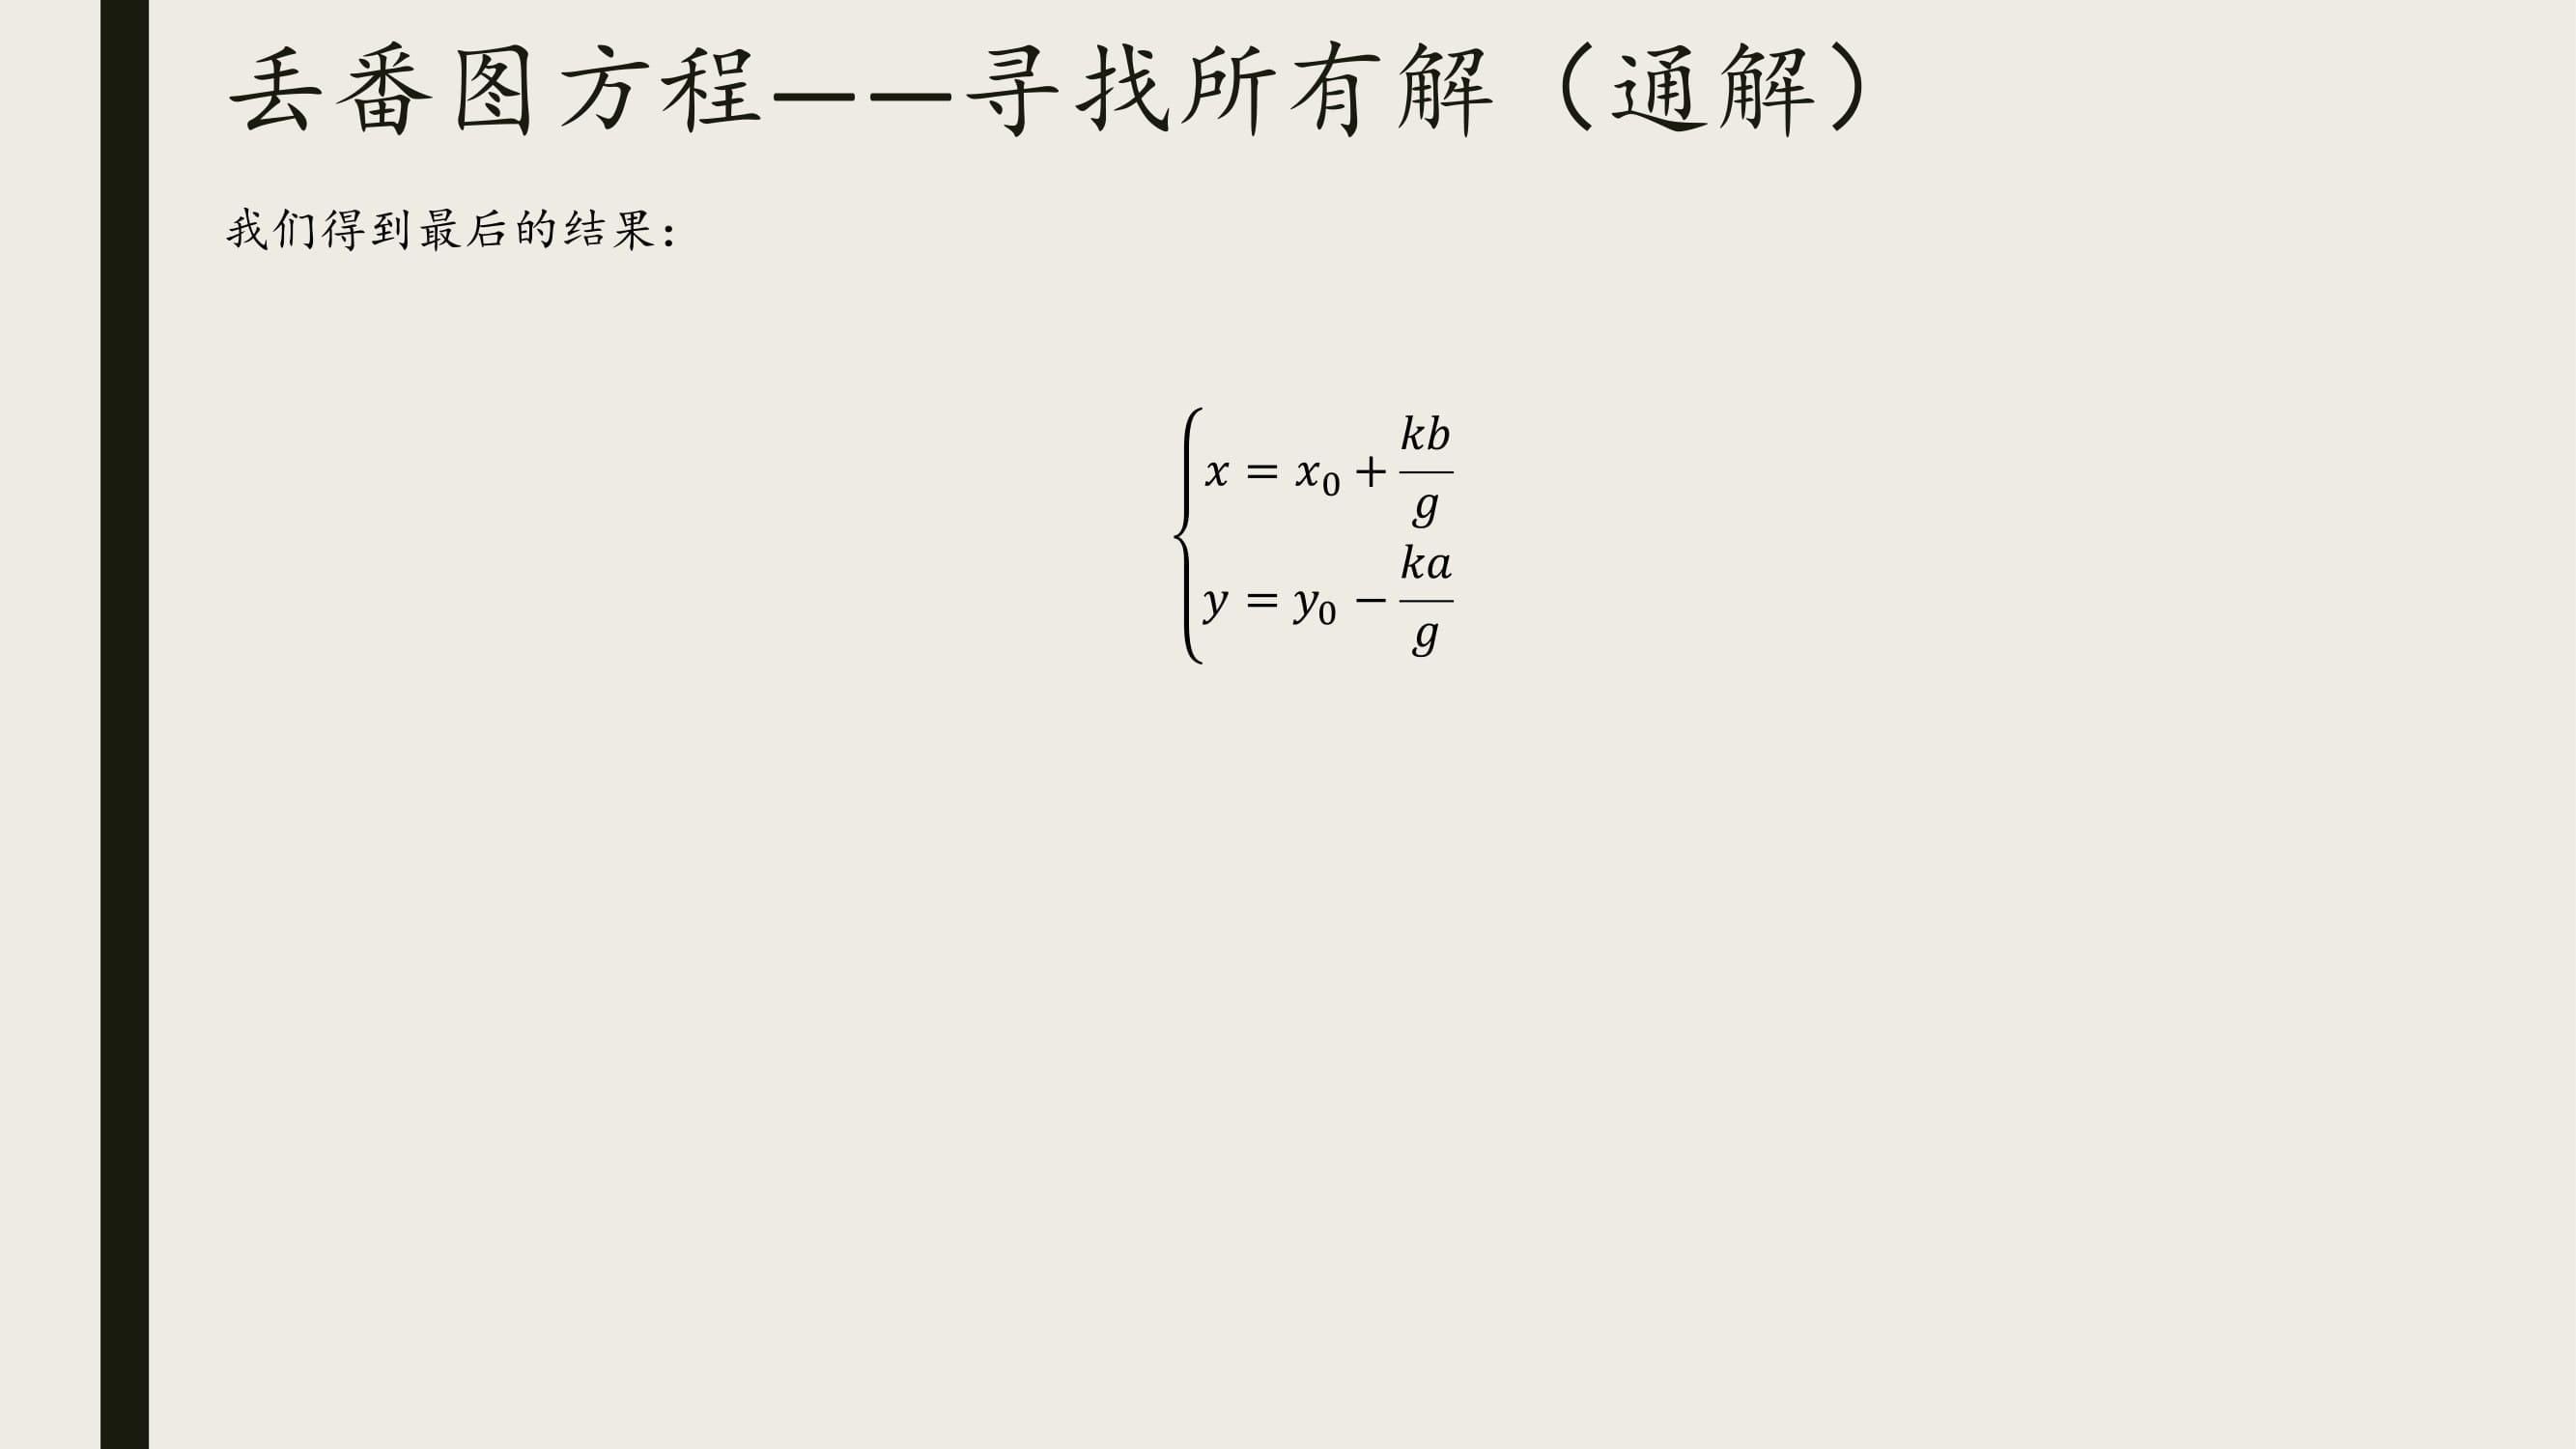 丢番图方程——寻找所有解（通解）
我们得到最后的结果：
$$\begin{cases} x = x_0 + \frac{kb}{g} \\ y = y_0 - \frac{ka}{g} \end{cases}$$